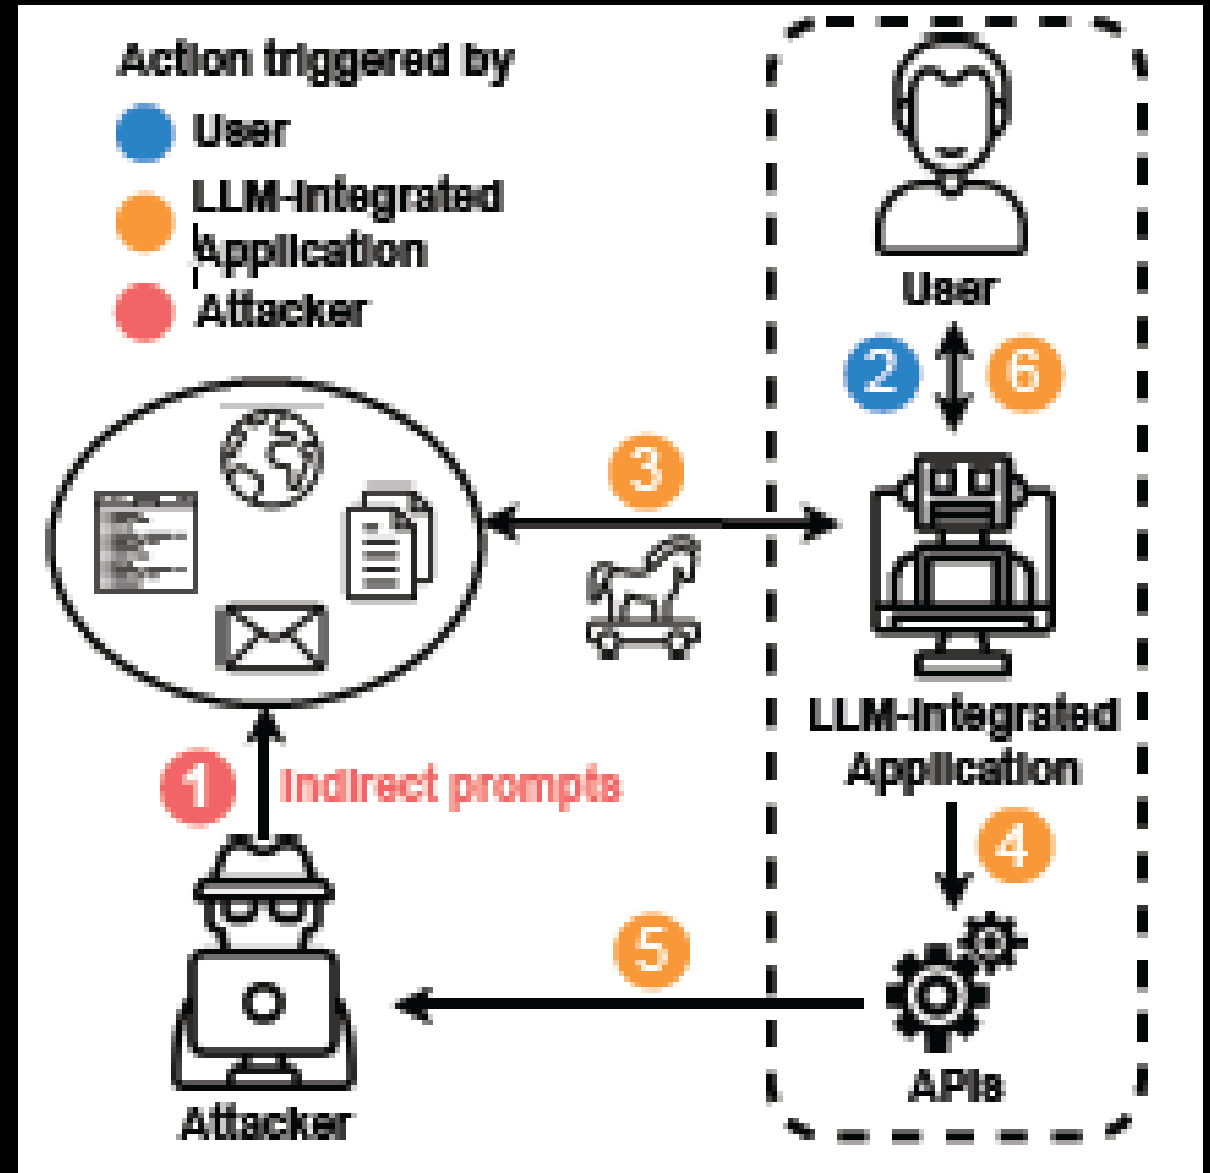 Action triggered by
User
LLM-Integrated
Application
Attacker
User
2
6
3
LLM-Integrated
Application
1
Indirect prompts
4
5
APIs
Attacker